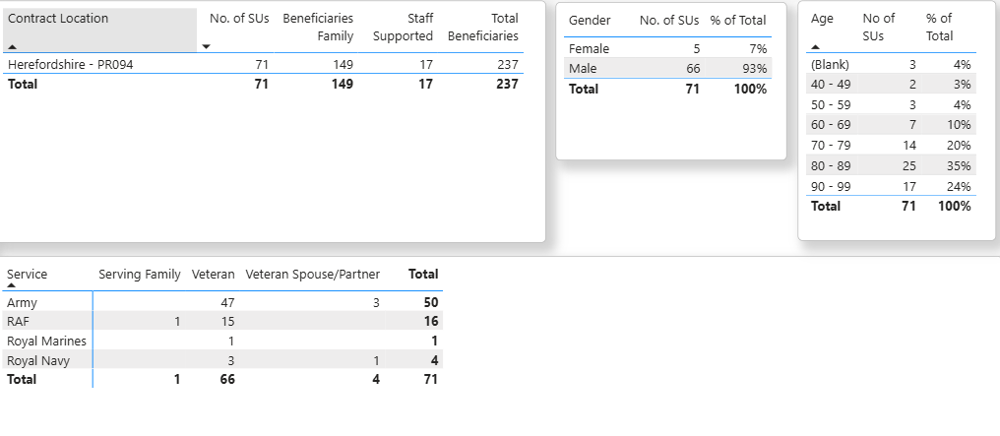 Contract Location No. of SUs Beneficiaries Family Staff Supported Total Beneficiaries
Herefordshire - PR094 71 149 17 237
Total 71 149 17 237
Gender No. of SUs % of Total
Female 5 7%
Male 66 93%
Total 71 100%
Age No of SUs % of Total
(Blank) 3 4%
40 - 49 2 3%
50 - 59 3 4%
60 - 69 7 10%
70 - 79 14 20%
80 - 89 25 35%
90 - 99 17 24%
Total 71 100%
Service Serving Family Veteran Veteran Spouse/Partner Total
Army 47 3 50
RAF 1 15 16
Royal Marines 1 1
Royal Navy 3 1 4
Total 1 66 4 71